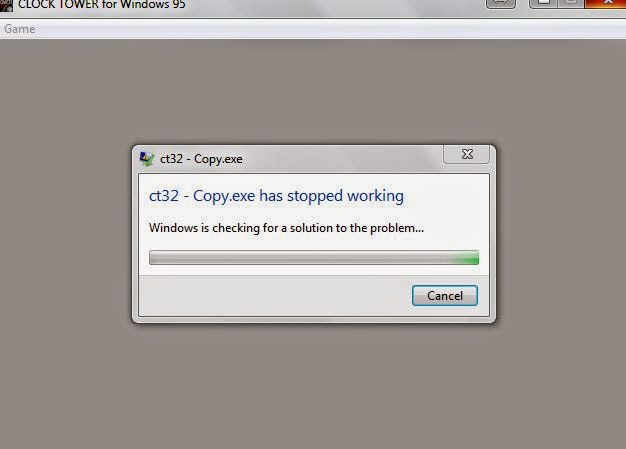 CLOCK TOWER for Windows 95
Game
ct32 - Copy.exe
ct32 - Copy.exe has stopped working
Windows is checking for a solution to the problem...
Cancel